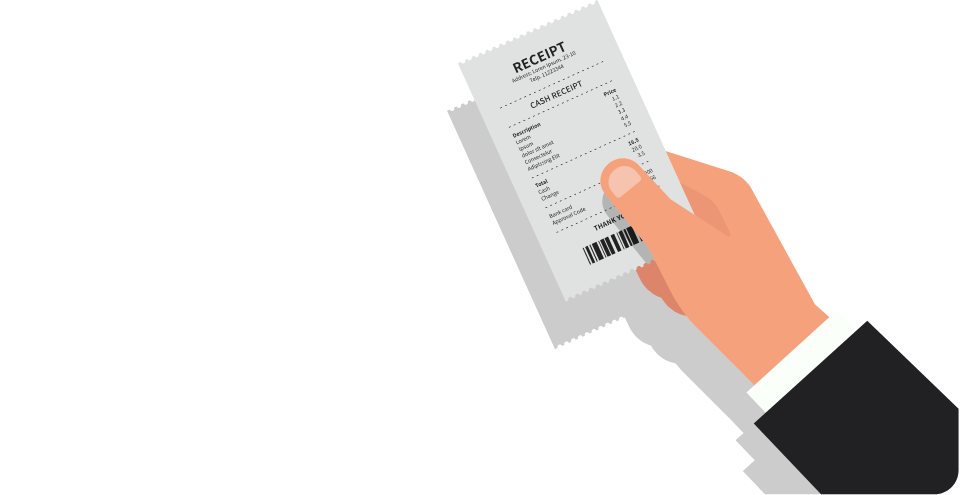 RECEIPT
Address: Lorem Ipsum, 23-10
Telp. 11223344
CASH RECEIPT
Description Price
Lorem 1.1
Ipsum 2.2
dolor sit amet 3.3
Consectetur 4.4
Adipiscing Elit 5.5
Total 16.5
Cash 20.0
Change 3.5
Bank card
Approval Code
THANK